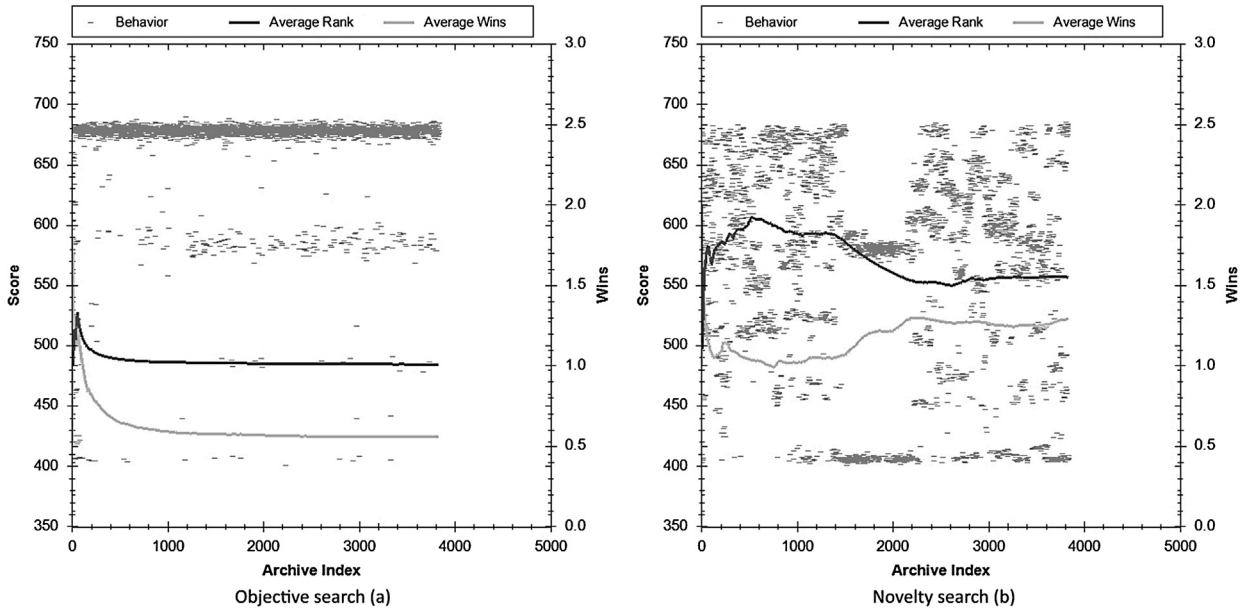 Behavior Average Rank Average Wins
750
700
650
600
550
500
450
400
350
Score
3.0
2.5
2.0
1.5
1.0
0.5
0.0
Wins
0 1000 2000 3000 4000 5000
Archive Index
Objective search (a)
Behavior Average Rank Average Wins
750
700
650
600
550
500
450
400
350
Score
3.0
2.5
2.0
1.5
1.0
0.5
0.0
Wins
0 1000 2000 3000 4000 5000
Archive Index
Novelty search (b)